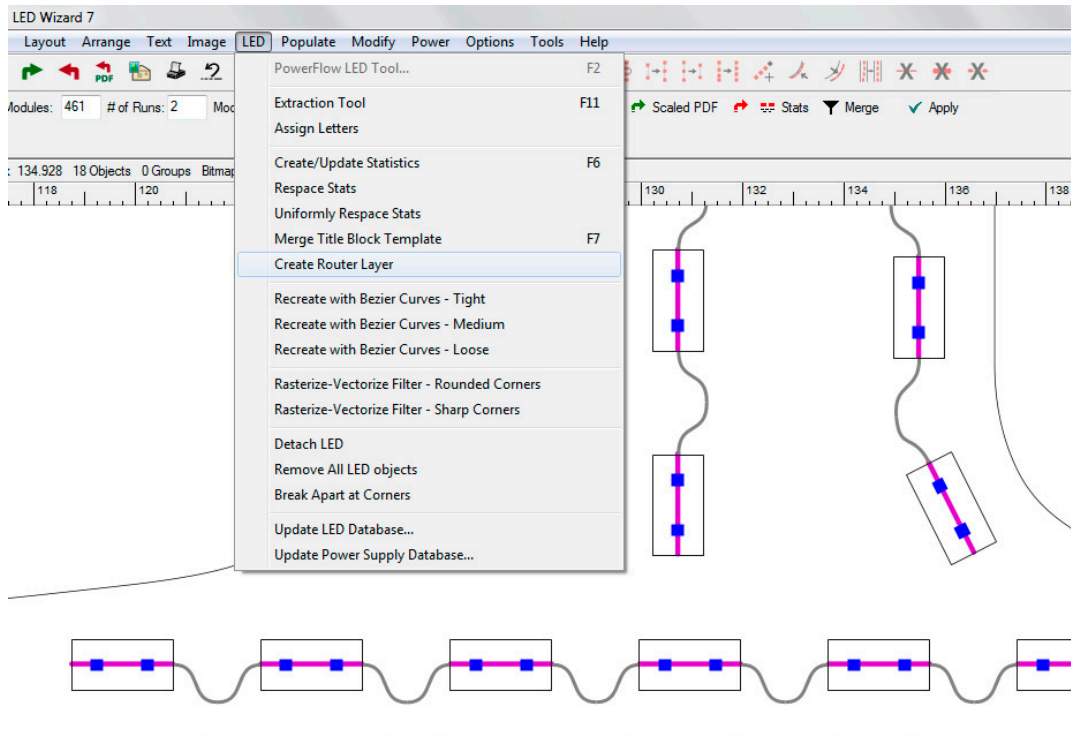 LED Wizard 7
Layout Arrange Text Image LED Populate Modify Power Options Tools Help
PDF
PowerFlow LED Tool... F2
Modules: 461 # of Runs: 2 Scaled PDF Stats Merge Apply
Extraction Tool F11
Assign Letters
134.928 18 Objects 0 Groups
118 120 130 132 134 136 138
Create/Update Statistics F6
Respace Stats
Uniformly Respace Stats
Merge Title Block Template F7
Create Router Layer
Recreate with Bezier Curves - Tight
Recreate with Bezier Curves - Medium
Recreate with Bezier Curves - Loose
Rasterize-Vectorize Filter - Rounded Corners
Rasterize-Vectorize Filter - Sharp Corners
Detach LED
Remove All LED objects
Break Apart at Corners
Update LED Database...
Update Power Supply Database...